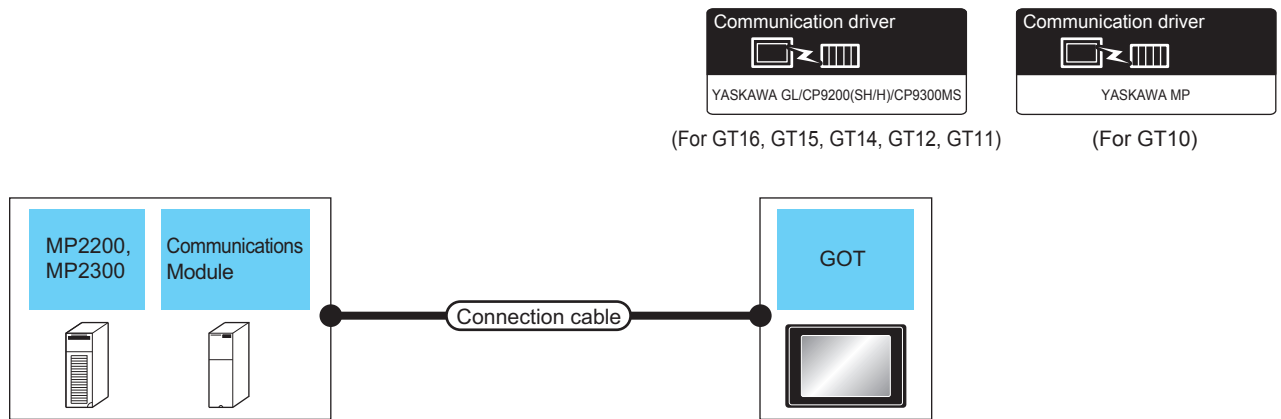 Communication driver
YASKAWA GL/CP9200(SH/H)/CP9300MS
(For GT16, GT15, GT14, GT12, GT11)
Communication driver
YASKAWA MP
(For GT10)
MP2200,
MP2300
Communications
Module
Connection cable
GOT